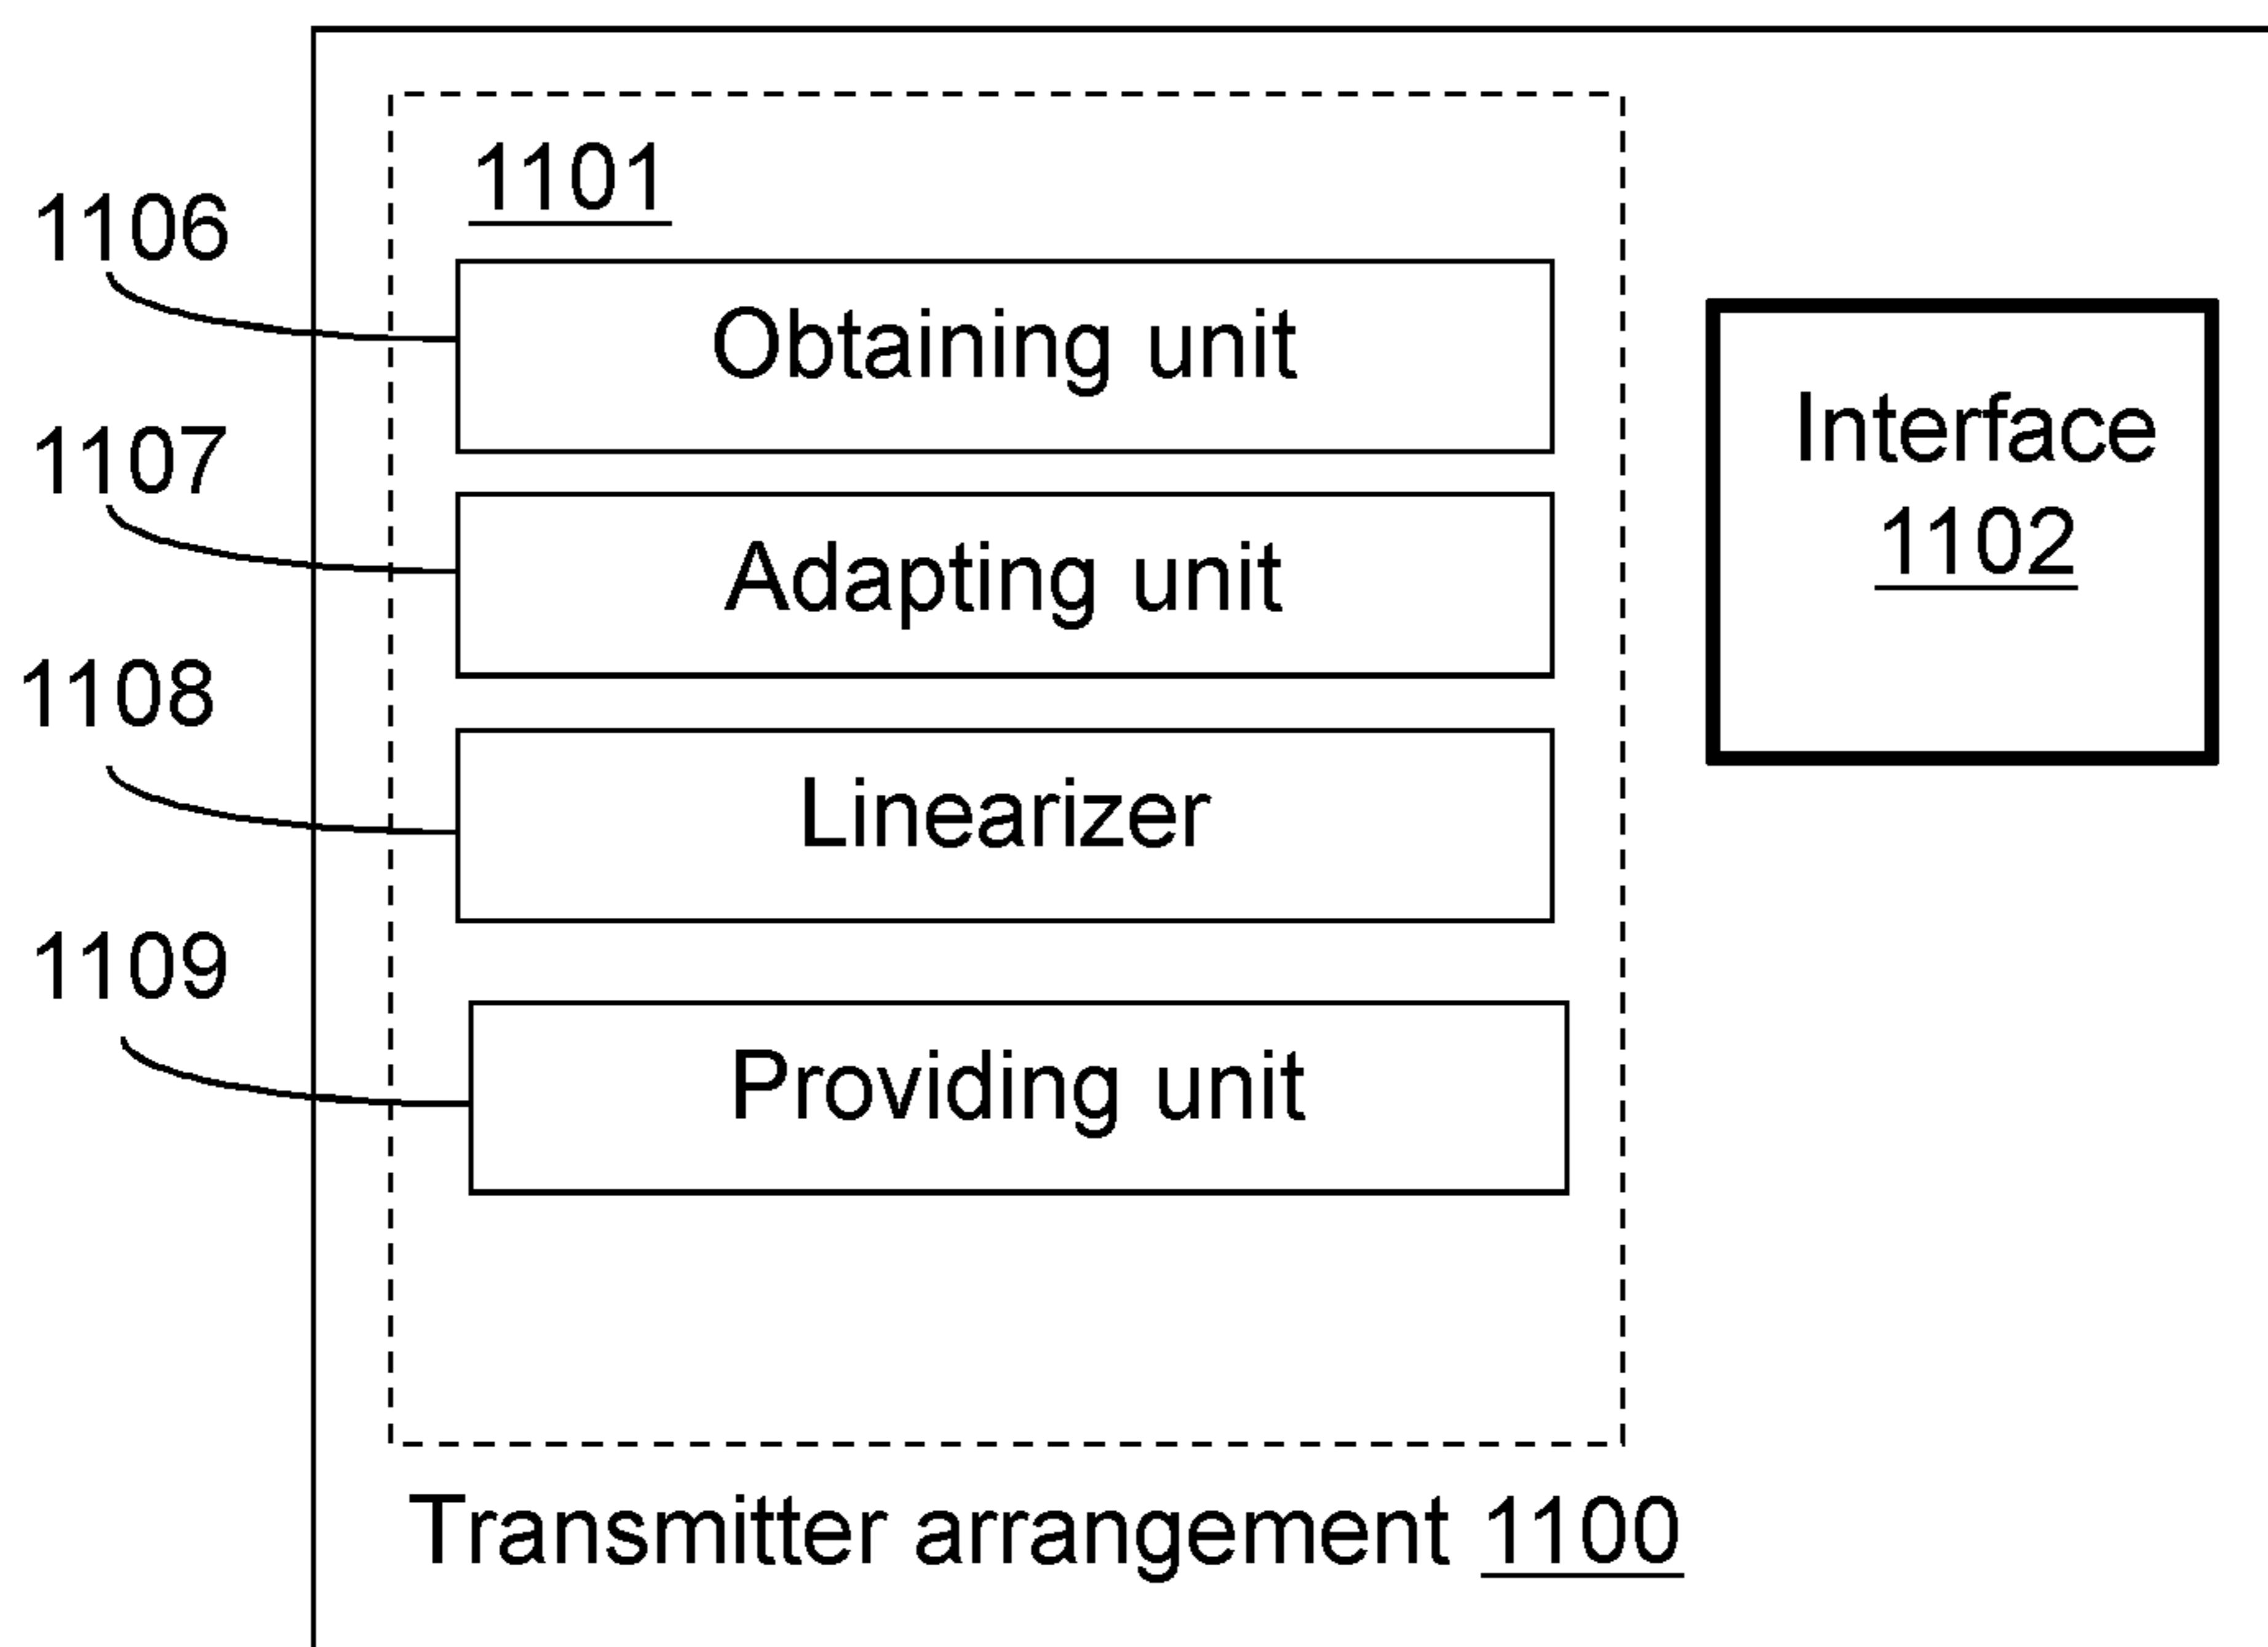 1101
1106
Obtaining unit
Interface
1102
1107
Adapting unit
1108
Linearizer
1109
Providing unit
Transmitter arrangement 1100